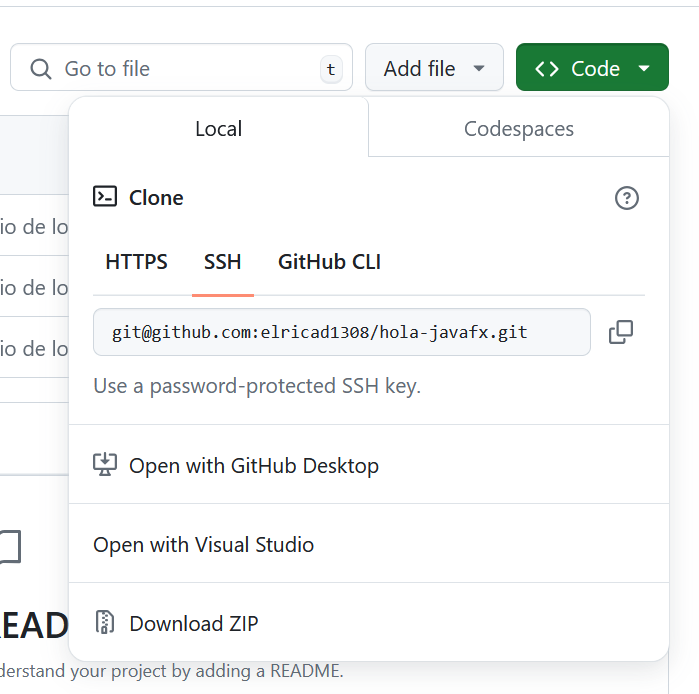 Go to file t Add file Code
Local Codespaces
Clone
io de lo
HTTPS SSH GitHub CLI
io de lo
git@github.com:elricad1308/hola-javafx.git
io de lo
Use a password-protected SSH key.
Open with GitHub Desktop
Open with Visual Studio
EAD
Download ZIP
derstand your project by adding a README.